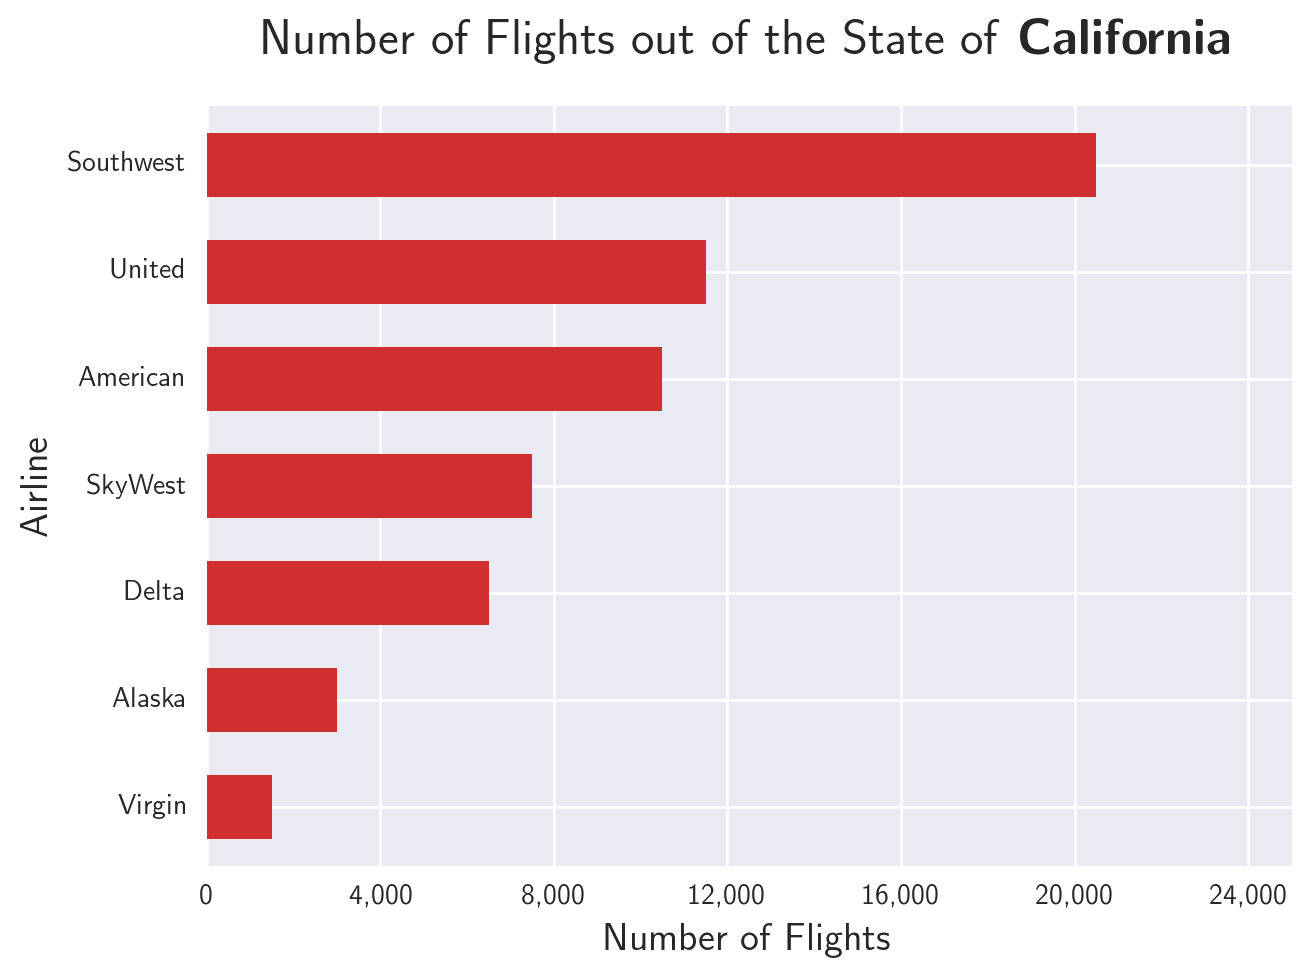 Number of Flights out of the State of California
Southwest
United
American
SkyWest
Delta
Alaska
Virgin
Airline
0 4,000 8,000 12,000 16,000 20,000 24,000
Number of Flights